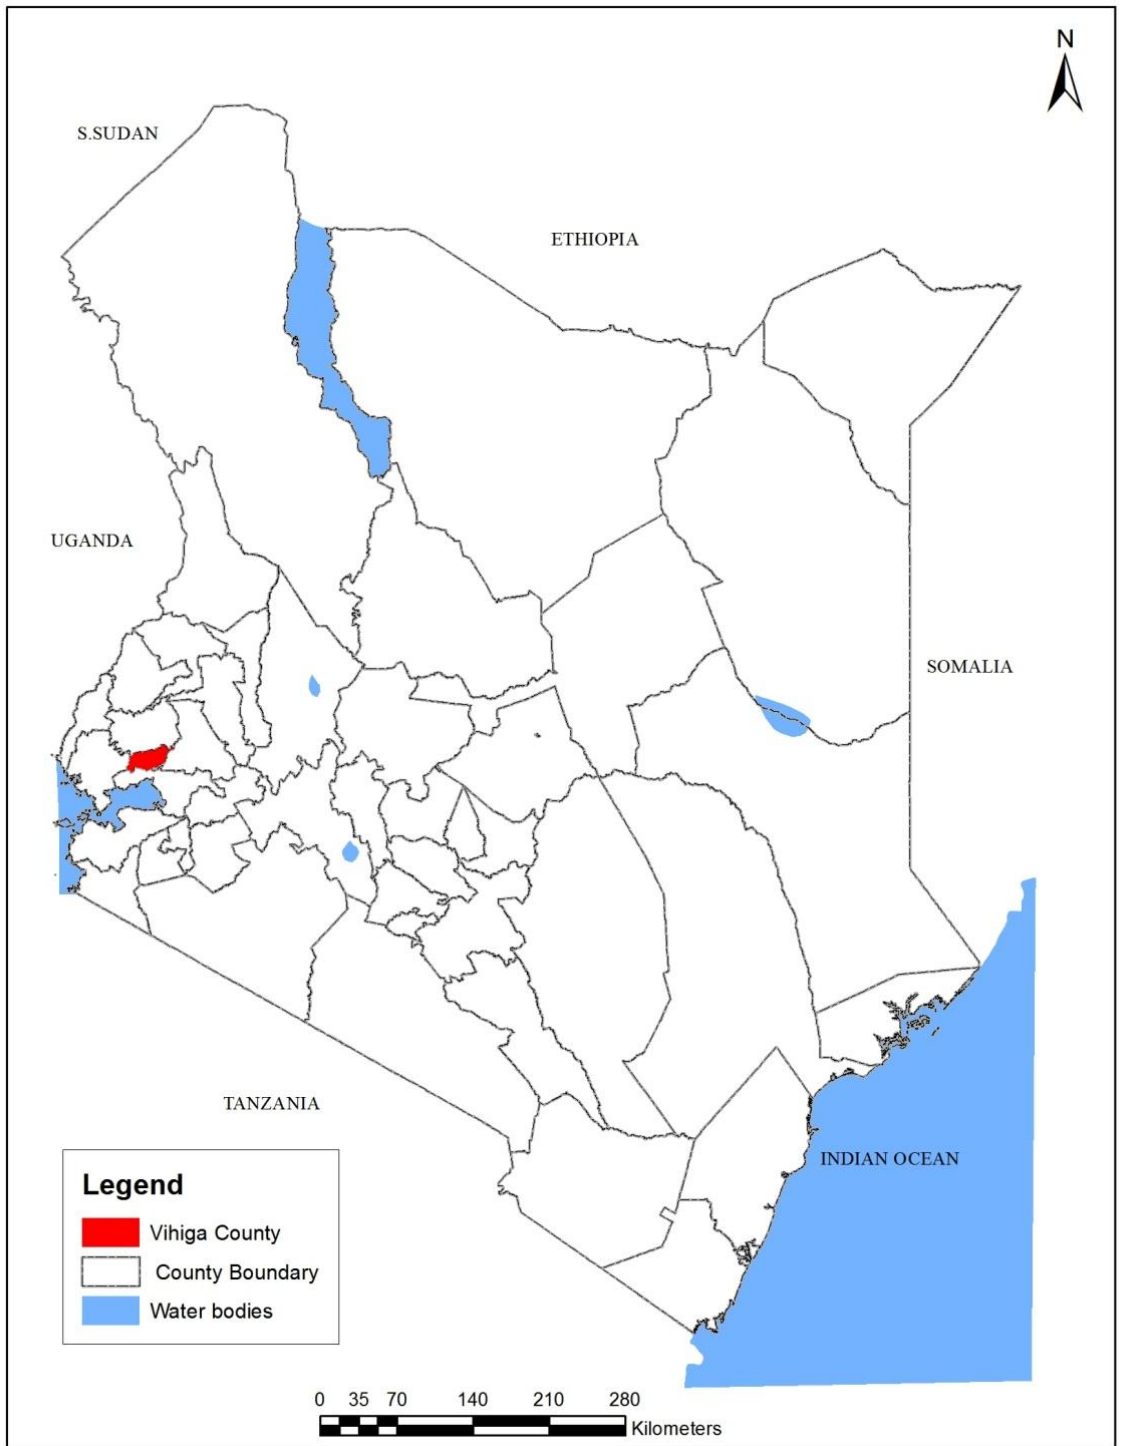 N
S.SUDAN
ETHIOPIA
UGANDA
SOMALIA
TANZANIA
INDIAN OCEAN
Legend
Vihiga County
County Boundary
Water bodies
0 35 70 140 210 280
Kilometers